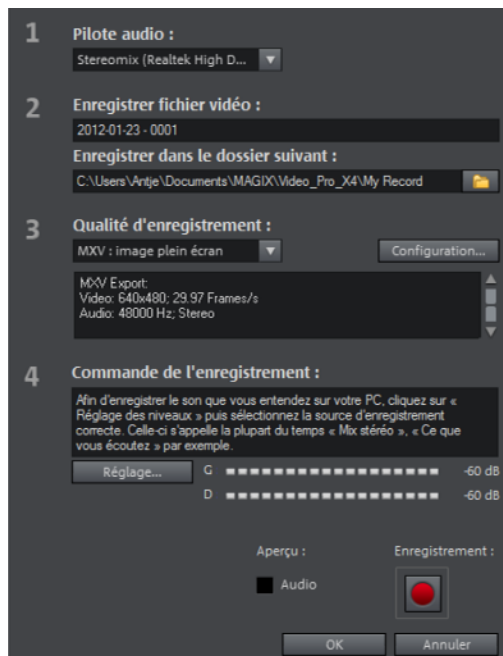 1 Pilote audio :
Stereomix (Realtek High D...
2 Enregistrer fichier vidéo :
2012-01-23 - 0001
Enregistrer dans le dossier suivant :
C:\Users\Antje\Documents\MAGIX\Video_Pro_X4\My Record
3 Qualité d'enregistrement :
MXV : image plein écran
Configuration...
MXV Export:
Video: 640x480; 29.97 Frames/s
Audio: 48000 Hz; Stereo
4 Commande de l'enregistrement :
Afin d'enregistrer le son que vous entendez sur votre PC, cliquez sur «
Réglage des niveaux » puis sélectionnez la source d'enregistrement
correcte. Celle-ci s'appelle la plupart du temps « Mix stéréo », « Ce que
vous écoutez » par exemple.
Réglage...
G -60 dB
D -60 dB
Aperçu :
Enregistrement :
Audio
OK
Annuler